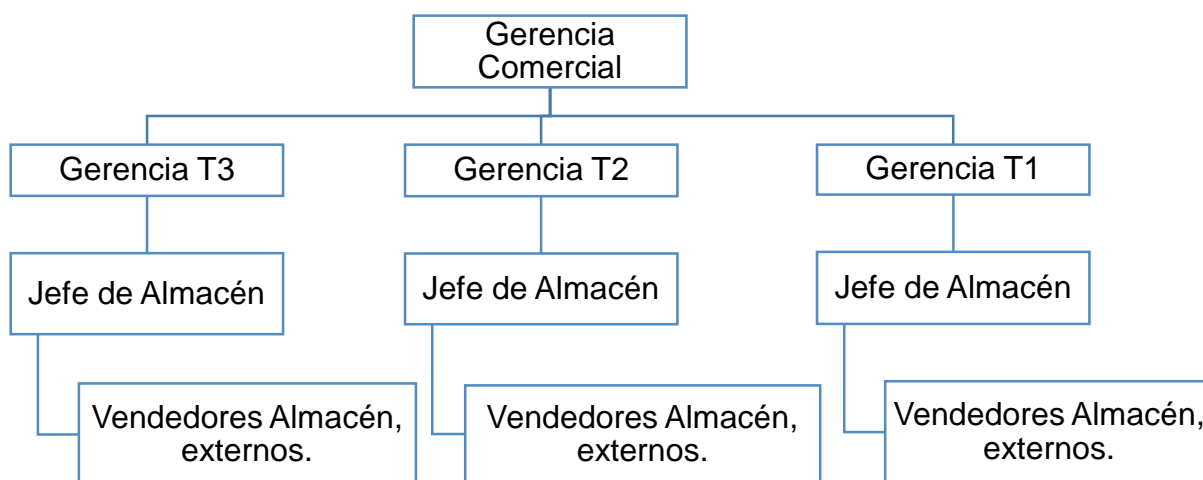 Gerencia
Comercial
Gerencia T3
Gerencia T2
Gerencia T1
Jefe de Almacén
Jefe de Almacén
Jefe de Almacén
Vendedores Almacén,
externos.
Vendedores Almacén,
externos.
Vendedores Almacén,
externos.